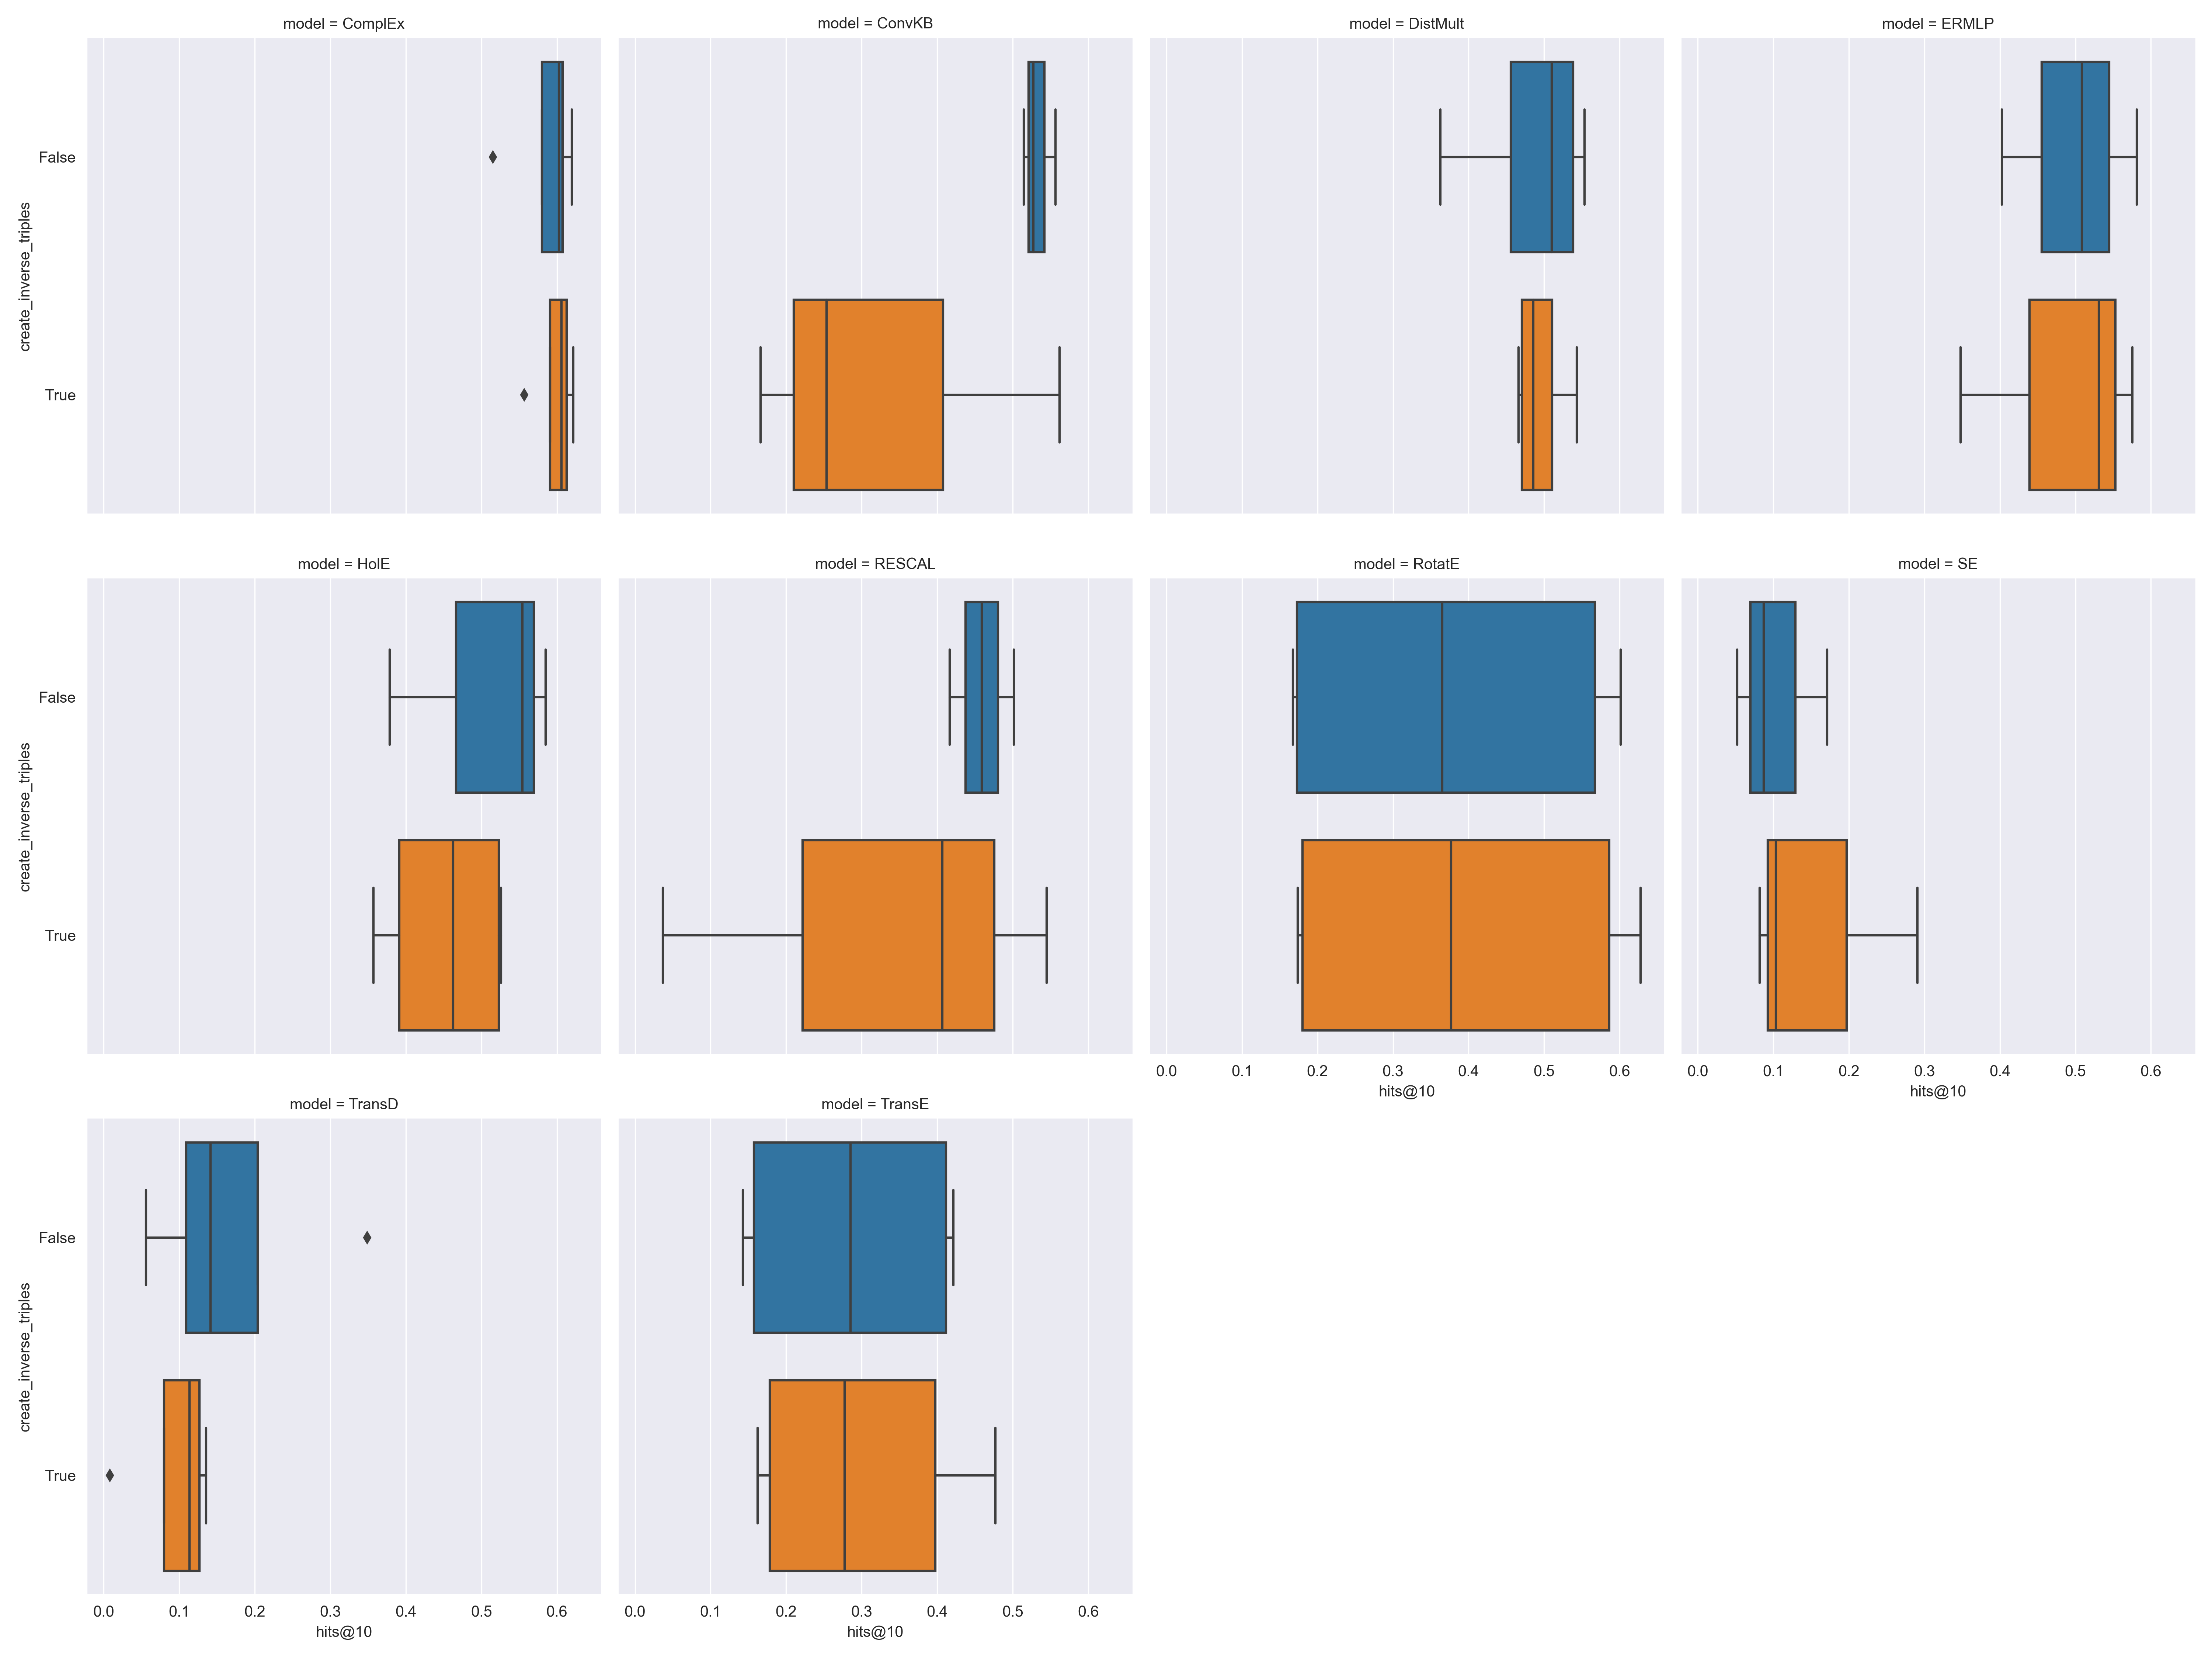 model = ComplEx
model = ConvKB
model = DistMult
model = ERMLP
create_inverse_triples
False
True
model = HolE
model = RESCAL
model = RotatE
model = SE
create_inverse_triples
False
True
0.0 0.1 0.2 0.3 0.4 0.5 0.6
hits@10
0.0 0.1 0.2 0.3 0.4 0.5 0.6
hits@10
model = TransD
model = TransE
create_inverse_triples
False
True
0.0 0.1 0.2 0.3 0.4 0.5 0.6
hits@10
0.0 0.1 0.2 0.3 0.4 0.5 0.6
hits@10